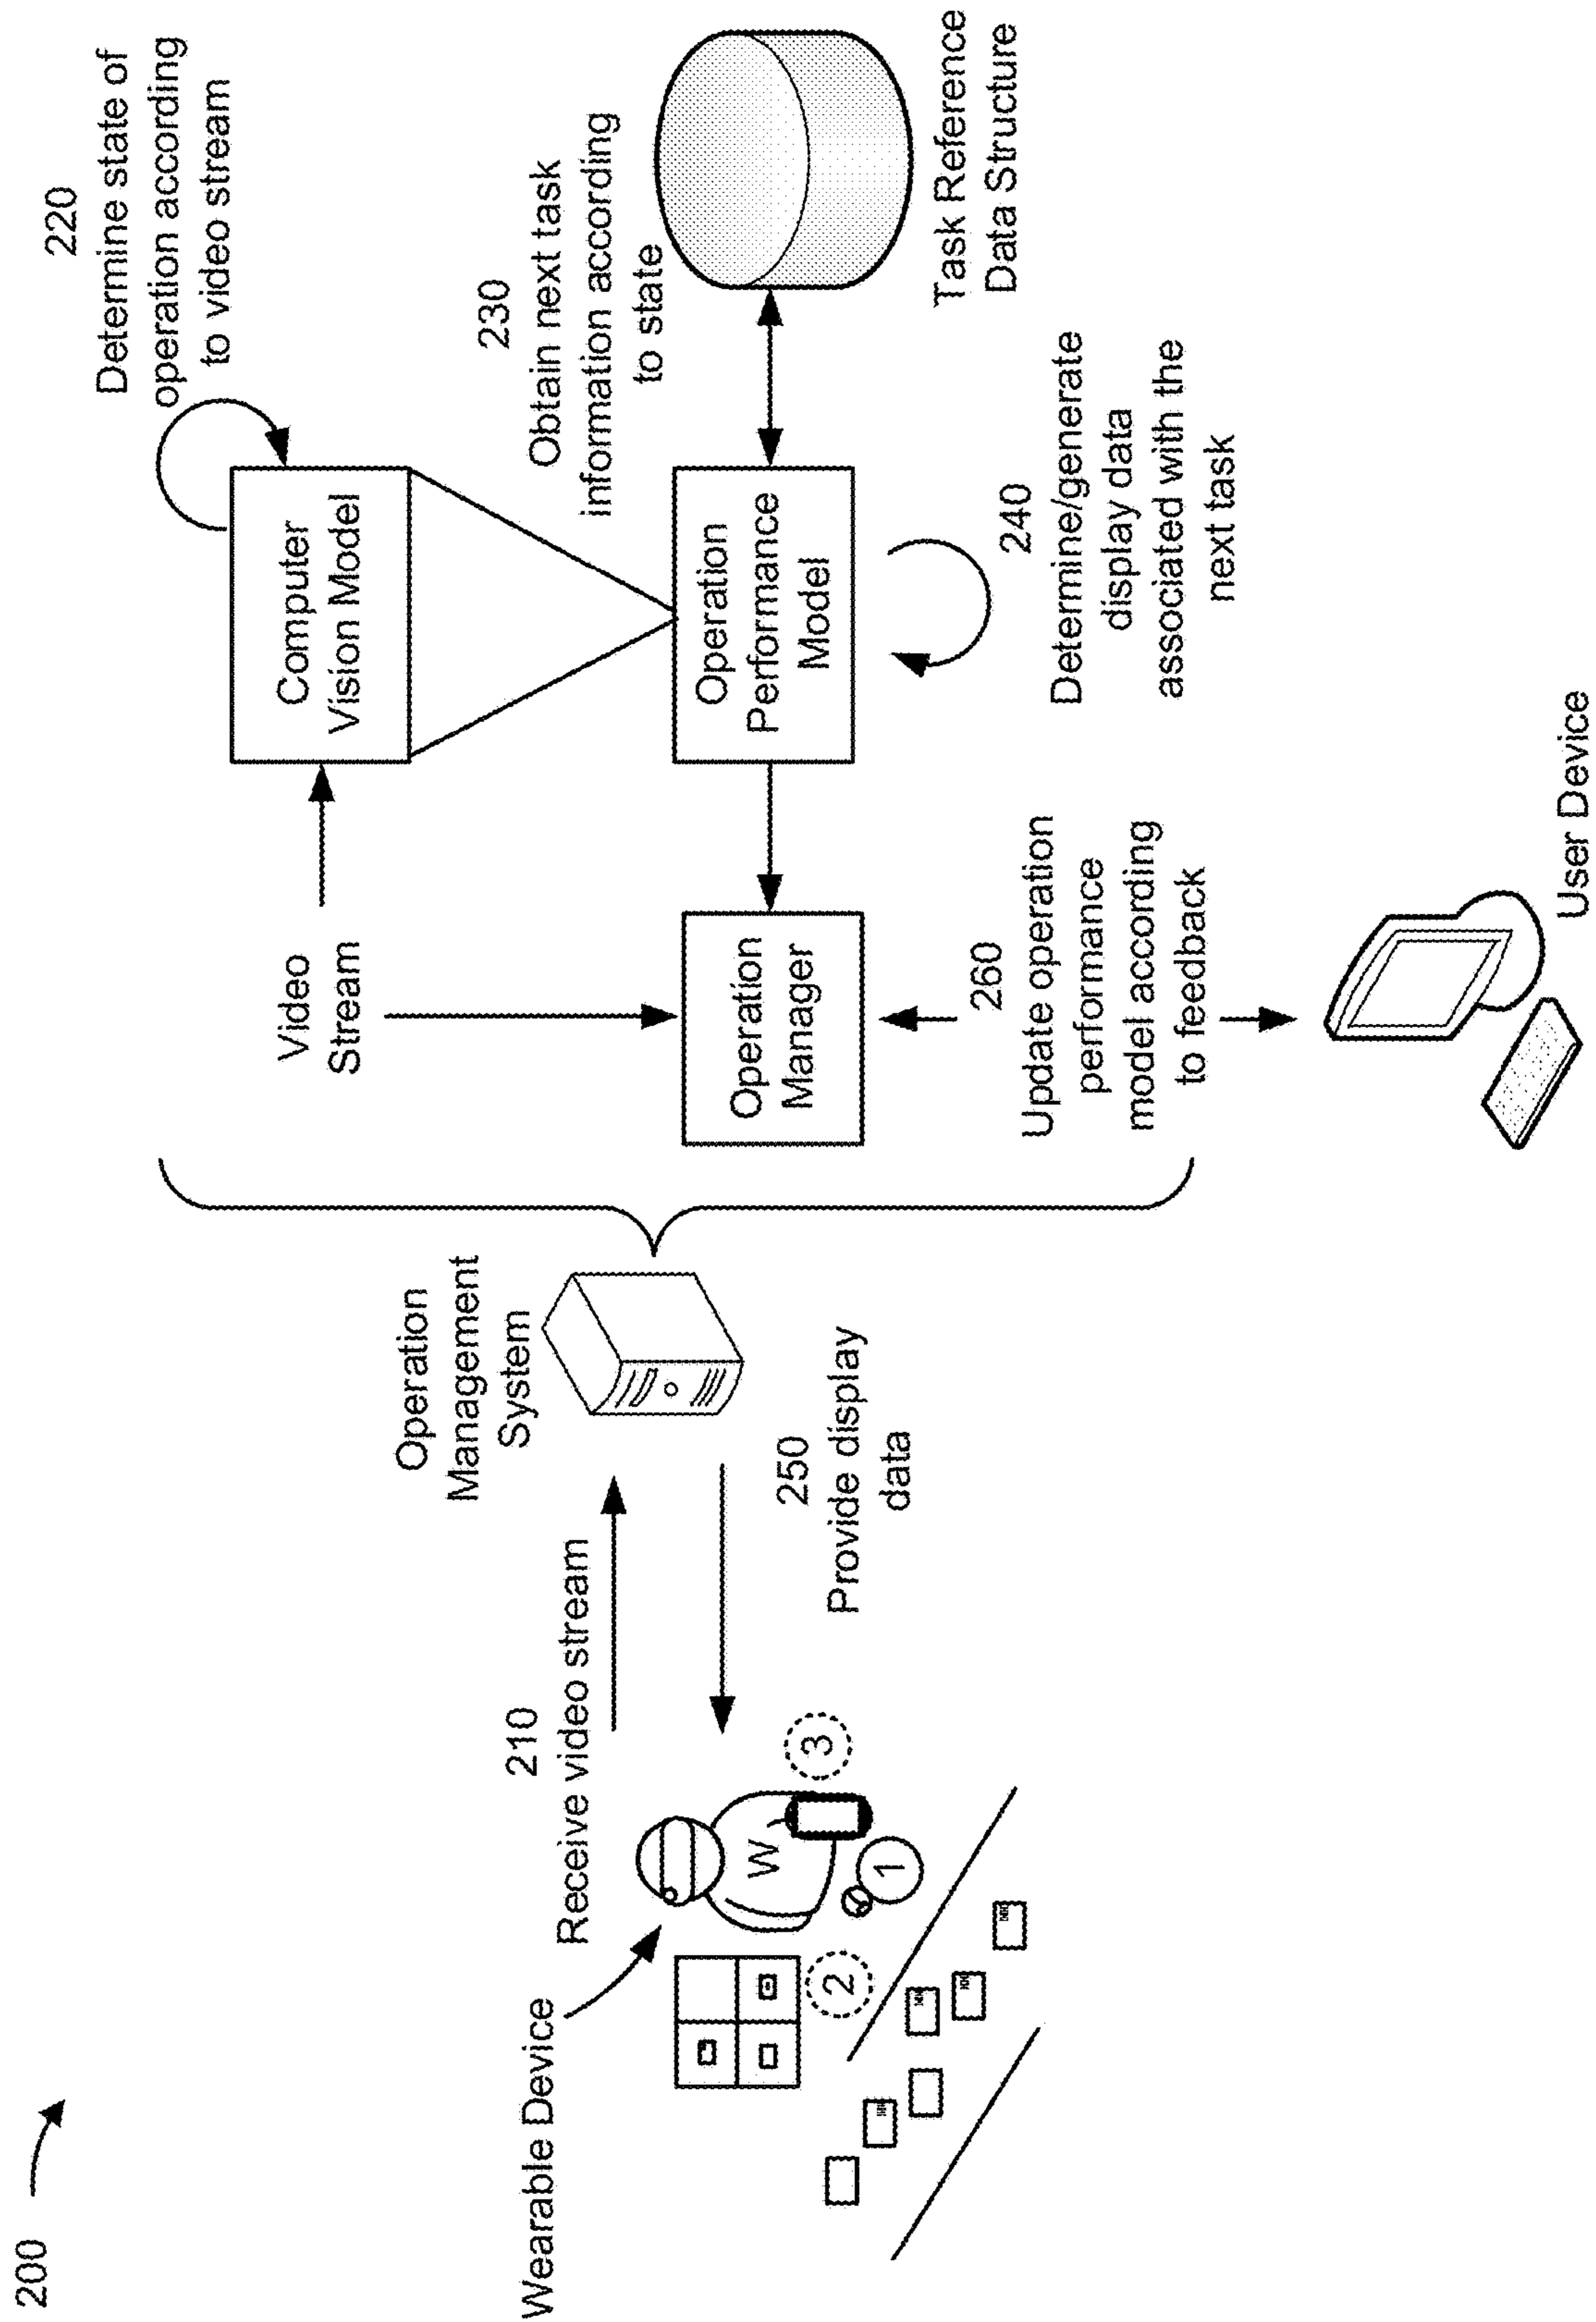 200
Wearable Device
210
Receive video stream
W
1
2
3
250
Provide display
data
Operation
Management
System
Video
Stream
Computer
Vision Model
220
Determine state of
operation according
to video stream
Operation
Manager
Operation
Performance
Model
230
Obtain next task
information according
to state
Task Reference
Data Structure
240
Determine/generate
display data
associated with the
next task
260
Update operation
performance
model according
to feedback
User Device